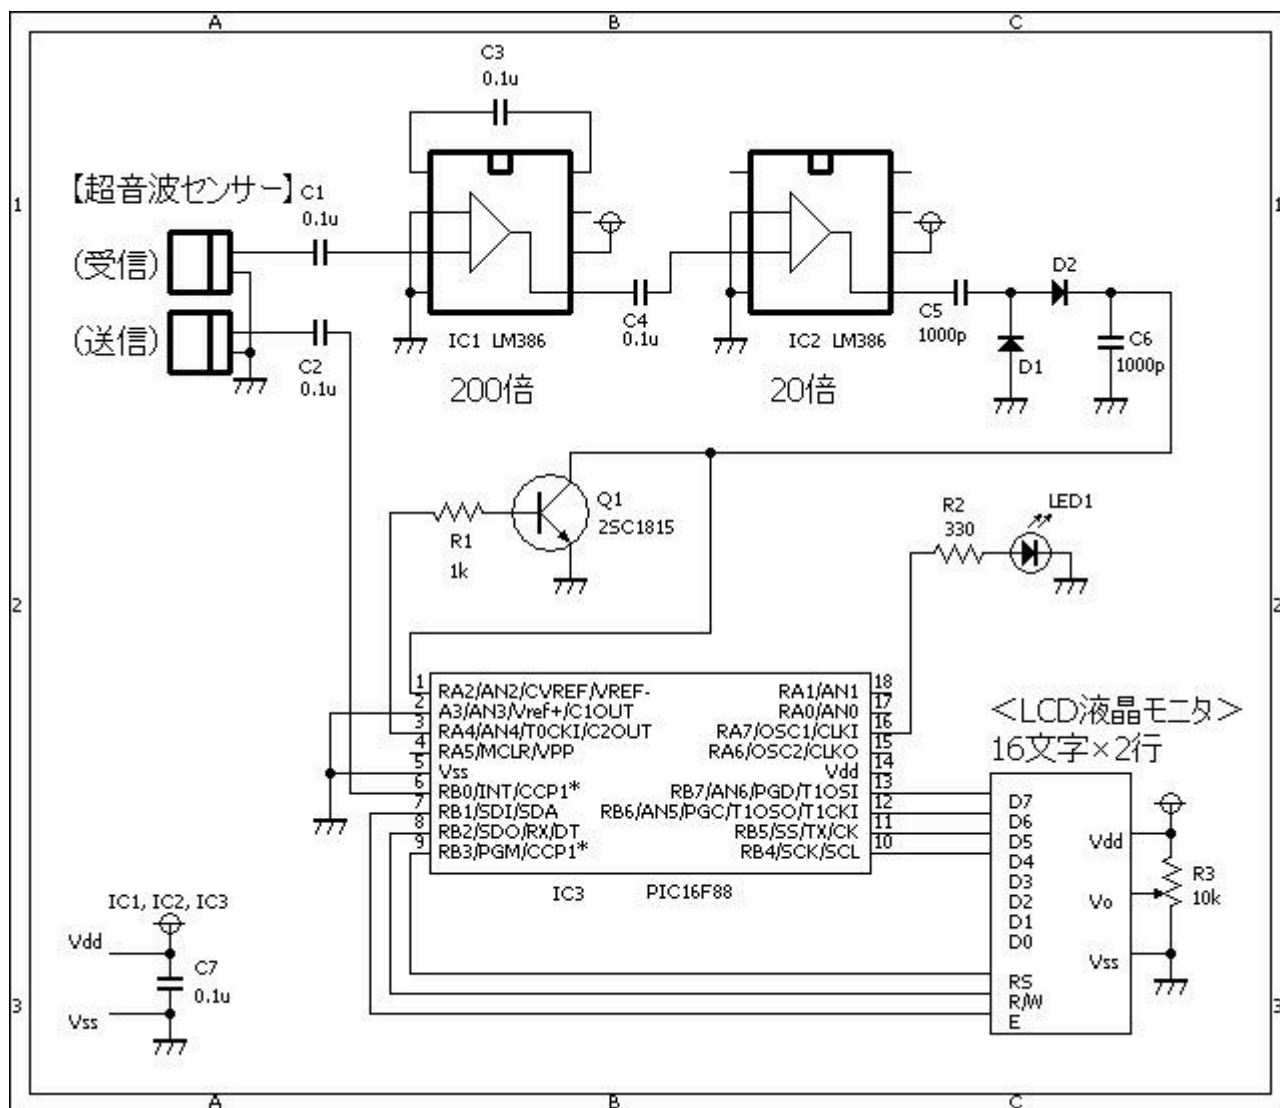 A
B
C
C3
0.1u
【超音波センサー】
C1
0.1u
1
1
(受信)
D2
(送信)
C2
0.1u
IC1 LM386
C4
0.1u
IC2 LM386
C5
1000p
D1
C6
1000p
200倍
20倍
Q1
2SC1815
R1
1k
R2
330
LED1
2
2
1
RA2/AN2/CVREF/VREF-
RA1/AN1
18
2
A3/AN3/Vref+/C1OUT
RA0/AN0
17
3
RA4/AN4/T0CKI/C2OUT
RA7/OSC1/CLKI
16
4
RA5/MCLR/VPP
RA6/OSC2/CLKO
15
5
Vss
Vdd
14
6
RB0/INT/CCP1*
RB7/AN6/PGD/T1OSI
13
7
RB1/SDI/SDA
RB6/AN5/PGC/T1OSO/T1CKI
12
8
RB2/SDO/RX/DT
RB5/SS/TX/CK
11
9
RB3/PGM/CCP1*
RB4/SCK/SCL
10
IC3
PIC16F88
<LCD液晶モニタ>
16文字×2行
D7
D6
D5
D4
D3
D2
D1
D0
RS
R/W
E
Vdd
Vo
Vss
R3
10k
IC1, IC2, IC3
Vdd
C7
0.1u
Vss
3
3
A
B
C